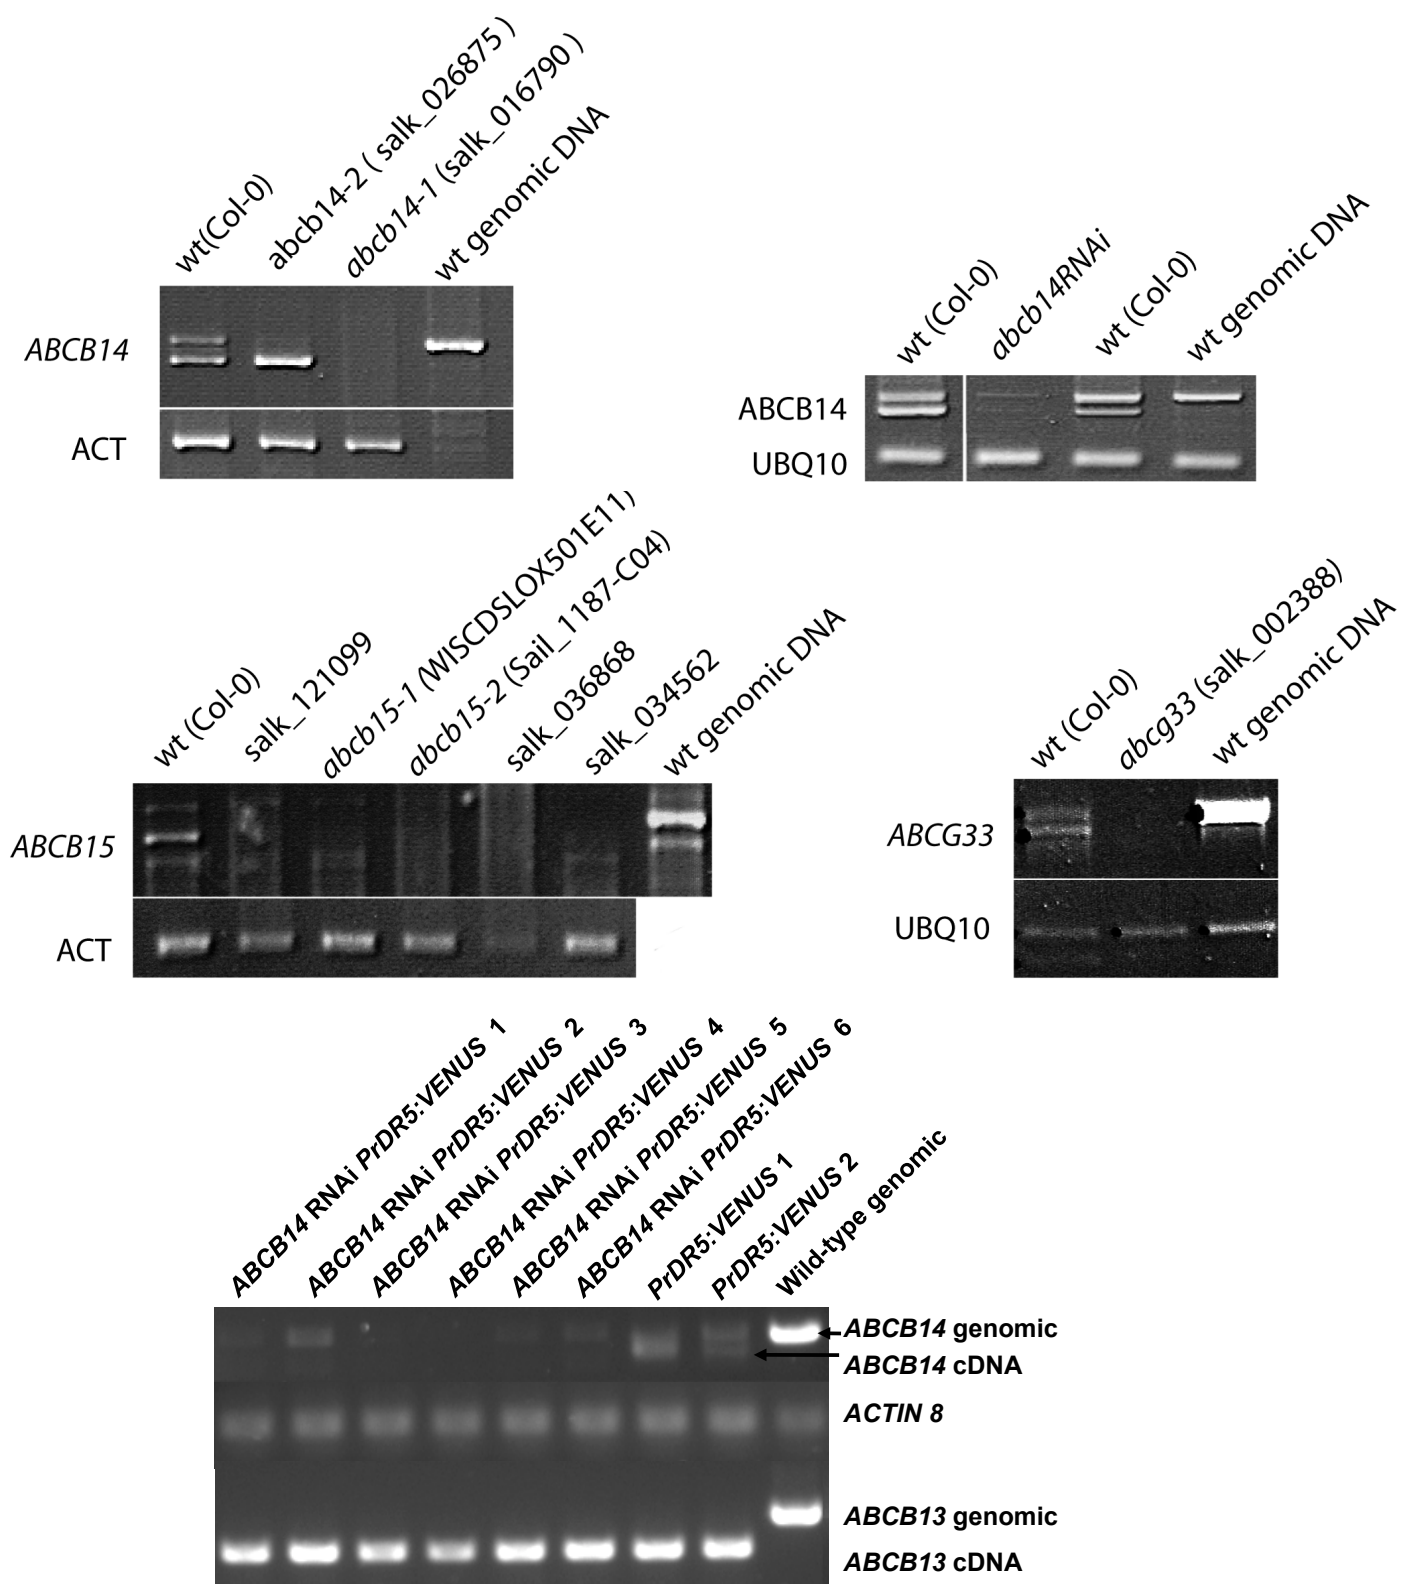 wt(Col-0)
abcb14-2 ( salk_026875 )
abcb14-1 (salk_016790 )
wt genomic DNA
ABCB14
ACT
wt (Col-0)
abcb14RNAi
wt (Col-0)
wt genomic DNA
ABCB14
UBQ10
wt (Col-0)
salk_121099
abcb15-1 (WISCDSLOX501E11)
abcb15-2 (Sail_1187-C04)
salk_036868
salk_034562
wt genomic DNA
ABCB15
ACT
wt (Col-0)
abcg33 (salk_002388)
wt genomic DNA
ABCG33
UBQ10
ABCB14 RNAi PrDR5:VENUS 1
ABCB14 RNAi PrDR5:VENUS 2
ABCB14 RNAi PrDR5:VENUS 3
ABCB14 RNAi PrDR5:VENUS 4
ABCB14 RNAi PrDR5:VENUS 5
ABCB14 RNAi PrDR5:VENUS 6
PrDR5:VENUS 1
PrDR5:VENUS 2
Wild-type genomic
ABCB14 genomic
ABCB14 cDNA
ACTIN 8
ABCB13 genomic
ABCB13 cDNA